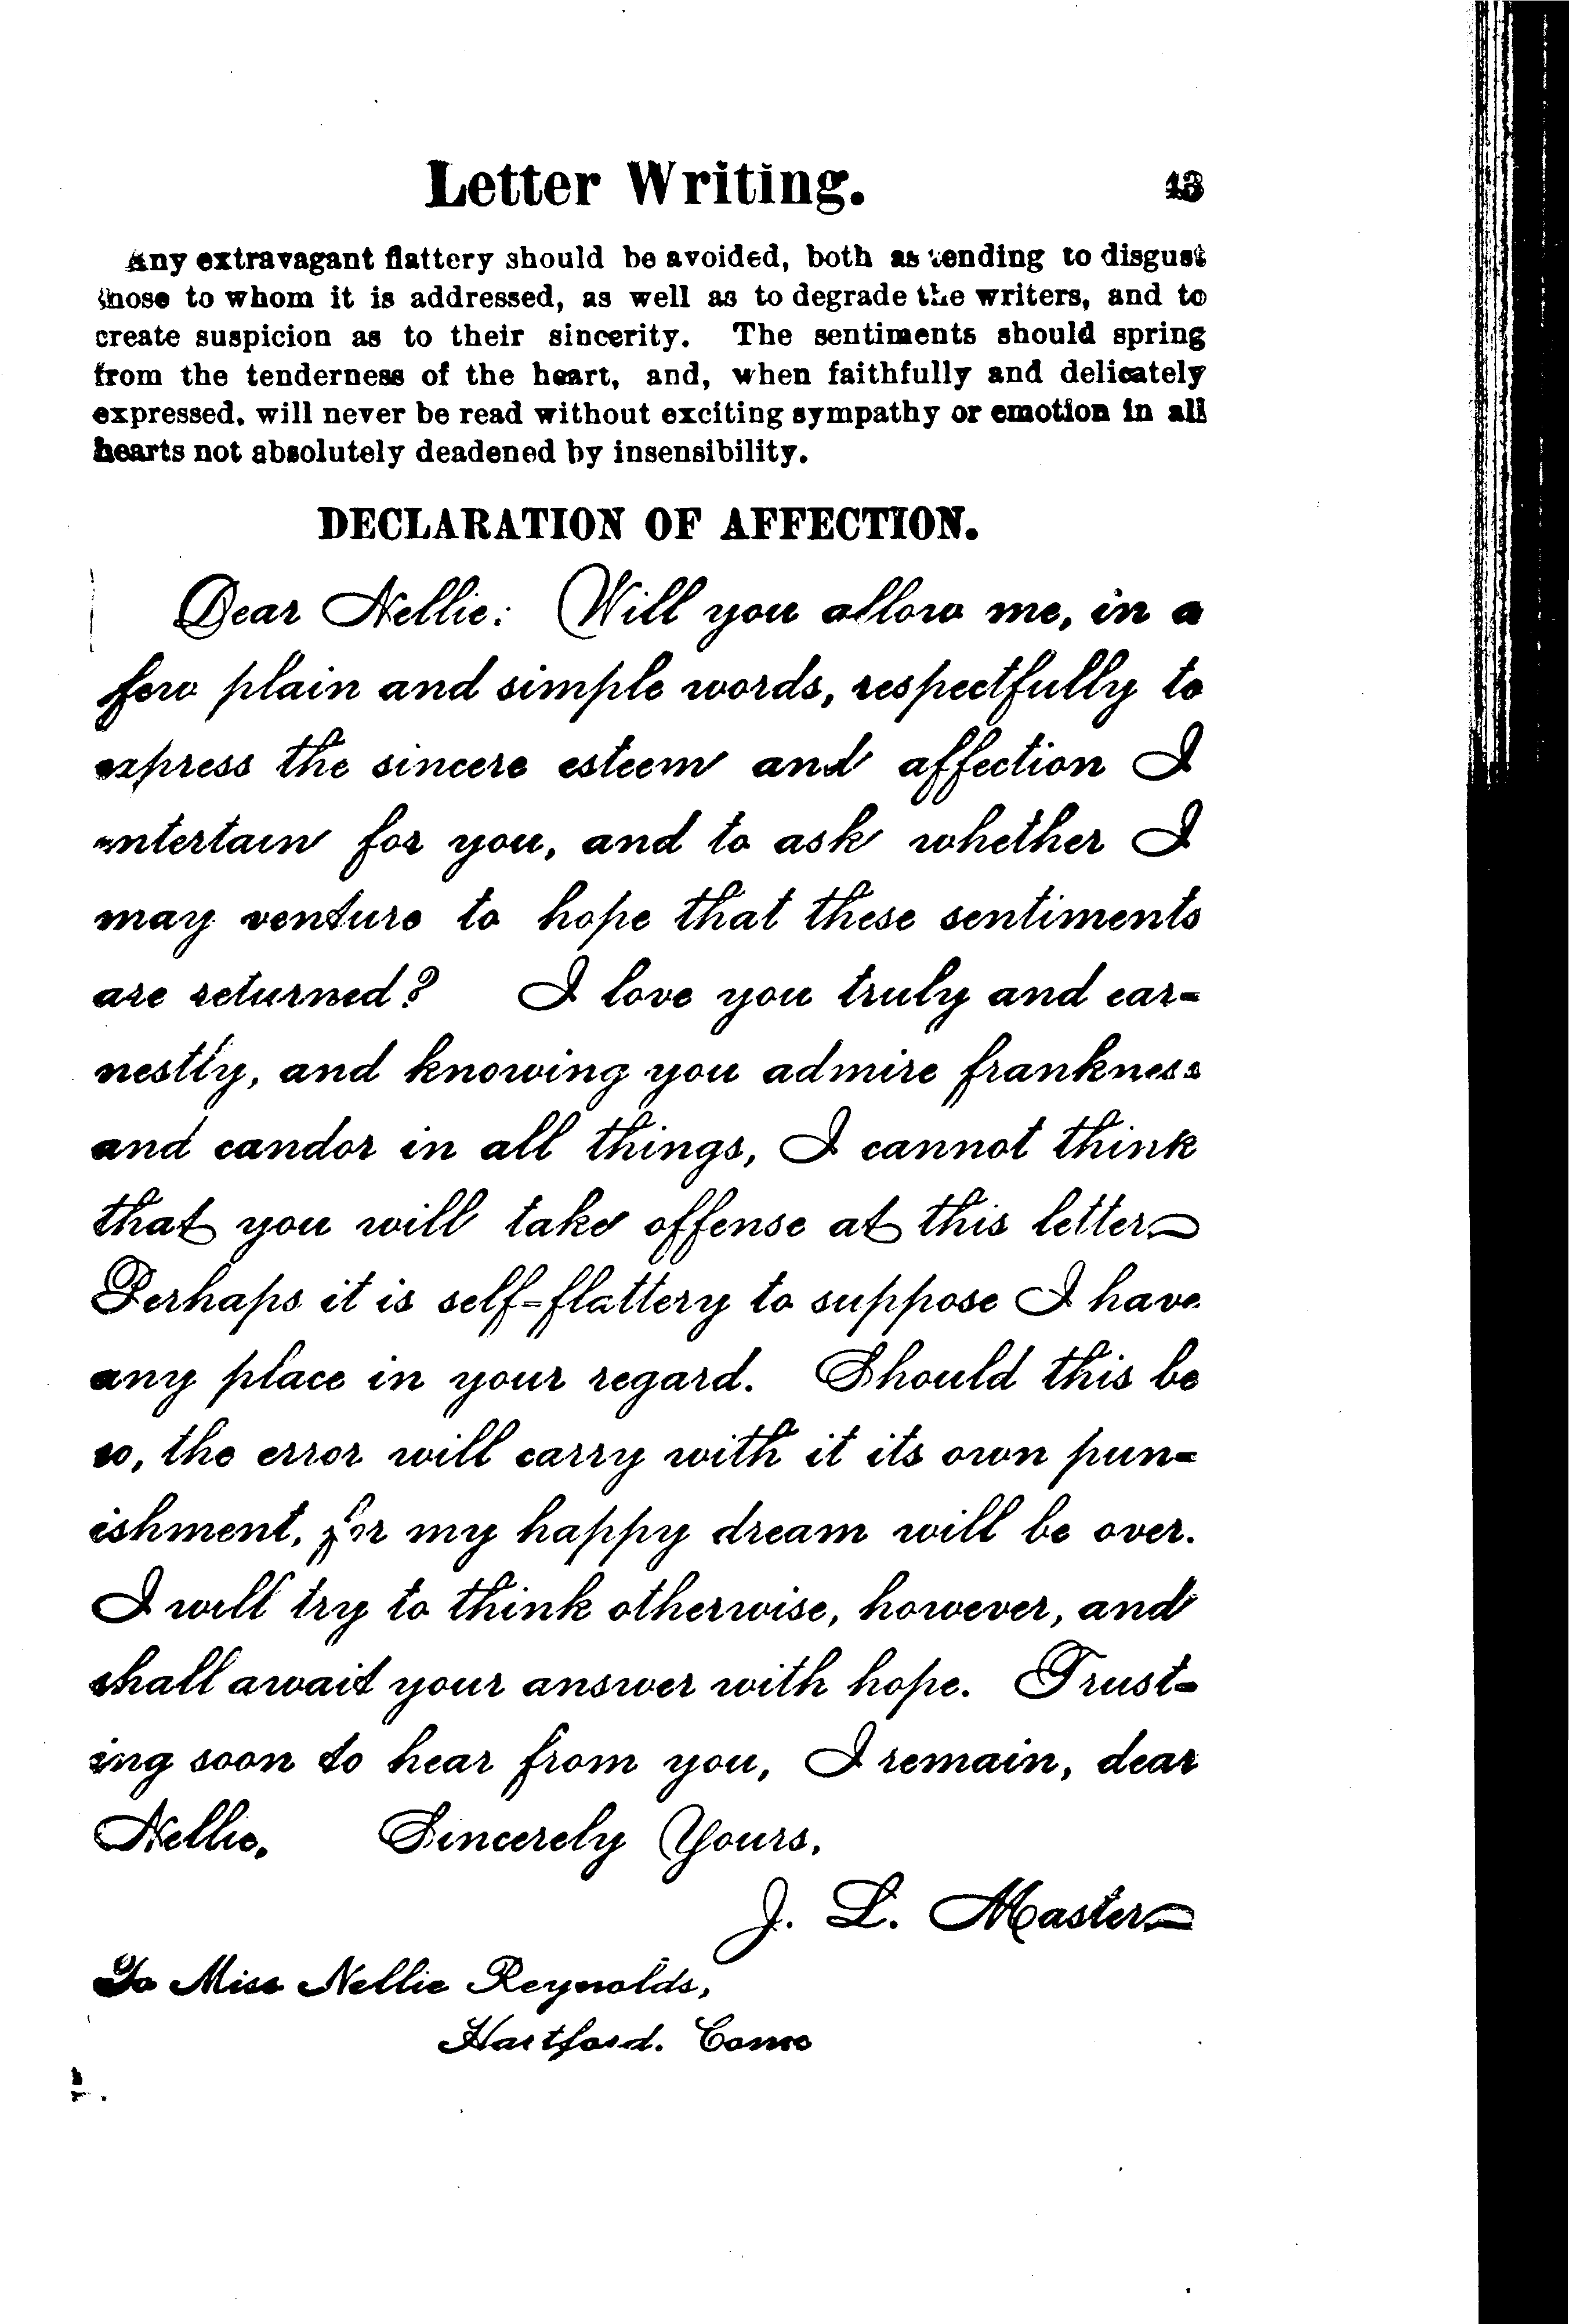 Letter Writing. 43
Any extravagant flattery should be avoided, both as tending to disgust
those to whom it is addressed, as well as to degrade the writers, and to
create suspicion as to their sincerity. The sentiments should spring
from the tenderness of the heart, and, when faithfully and delicately
expressed, will never be read without exciting sympathy or emotion in all
hearts not absolutely deadened by insensibility.
DECLARATION OF AFFECTION.
Dear Nellie: Will you allow me, in a
few plain and simple words, respectfully to
express the sincere esteem and affection I
entertain for you, and to ask whether I
may venture to hope that these sentiments
are returned? I love you truly and ear-
nestly, and knowing you admire frankness
and candor in all things, I cannot think
that you will take offense at this letter
Perhaps it is self-flattery to suppose I have
any place in your regard. Should this be
so, the error will carry with it its own pun-
ishment, for my happy dream will be over.
I will try to think otherwise, however, and
shall await your answer with hope. Trust-
ing soon to hear from you, I remain, dear
Nellie, Sincerely Yours,
J. L. Master
To Miss Nellie Reynolds,
Hartford. Conn